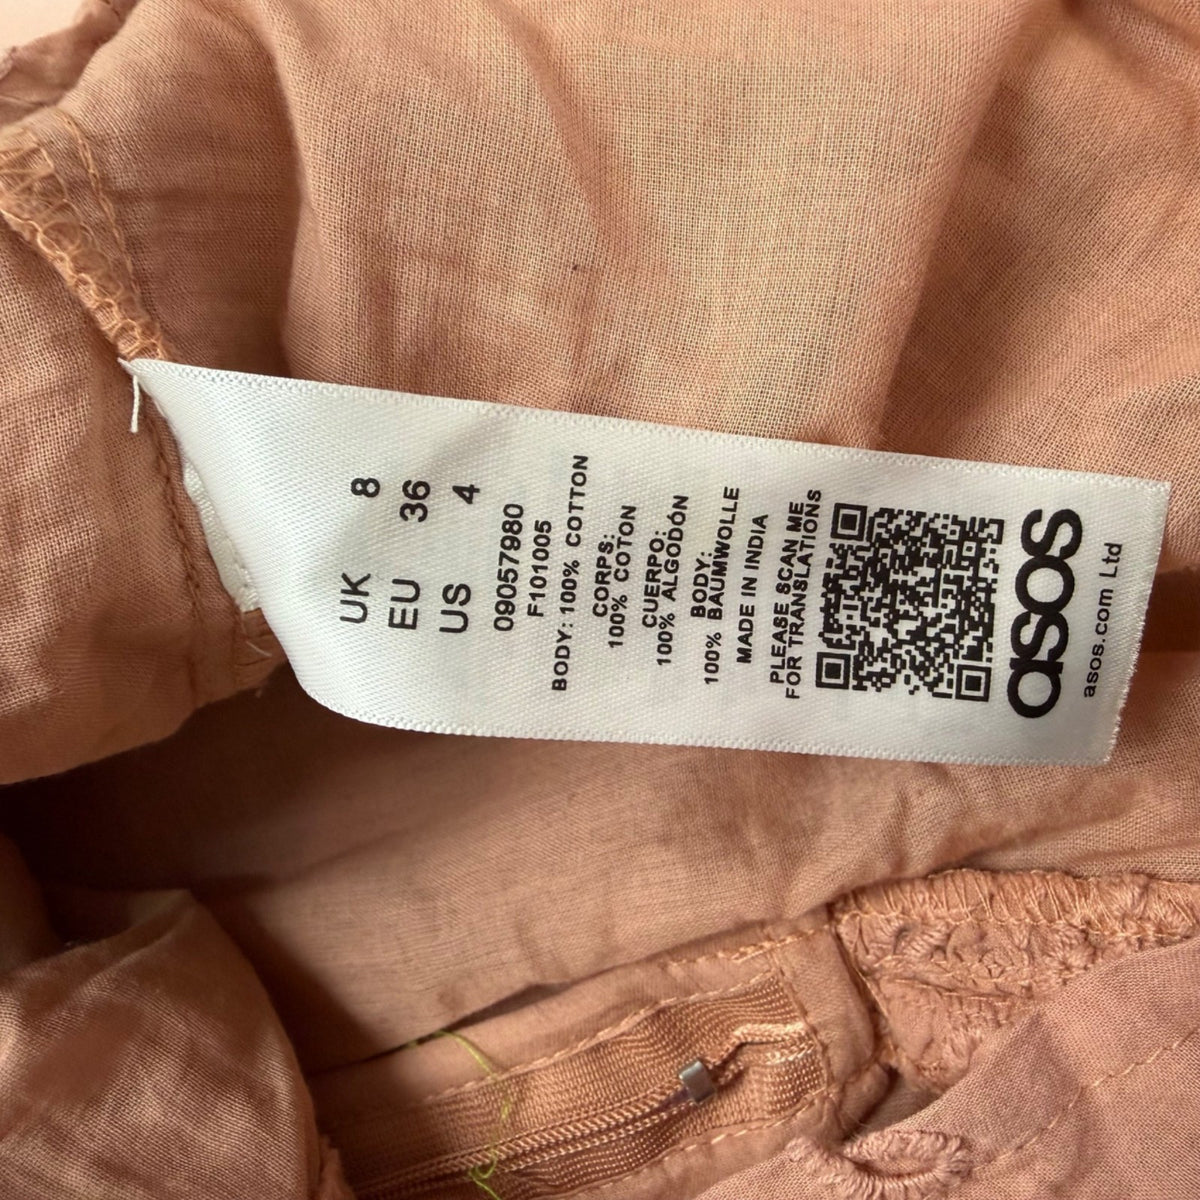 UK 8
EU 36
US 4
09057980
F101005
BODY: 100% COTTON
CORPS:
100% COTON
CUERPO:
100% ALGODÓN
BODY:
100% BAUMWOLLE
MADE IN INDIA
PLEASE SCAN ME
FOR TRANSLATIONS
asos
asos.com Ltd